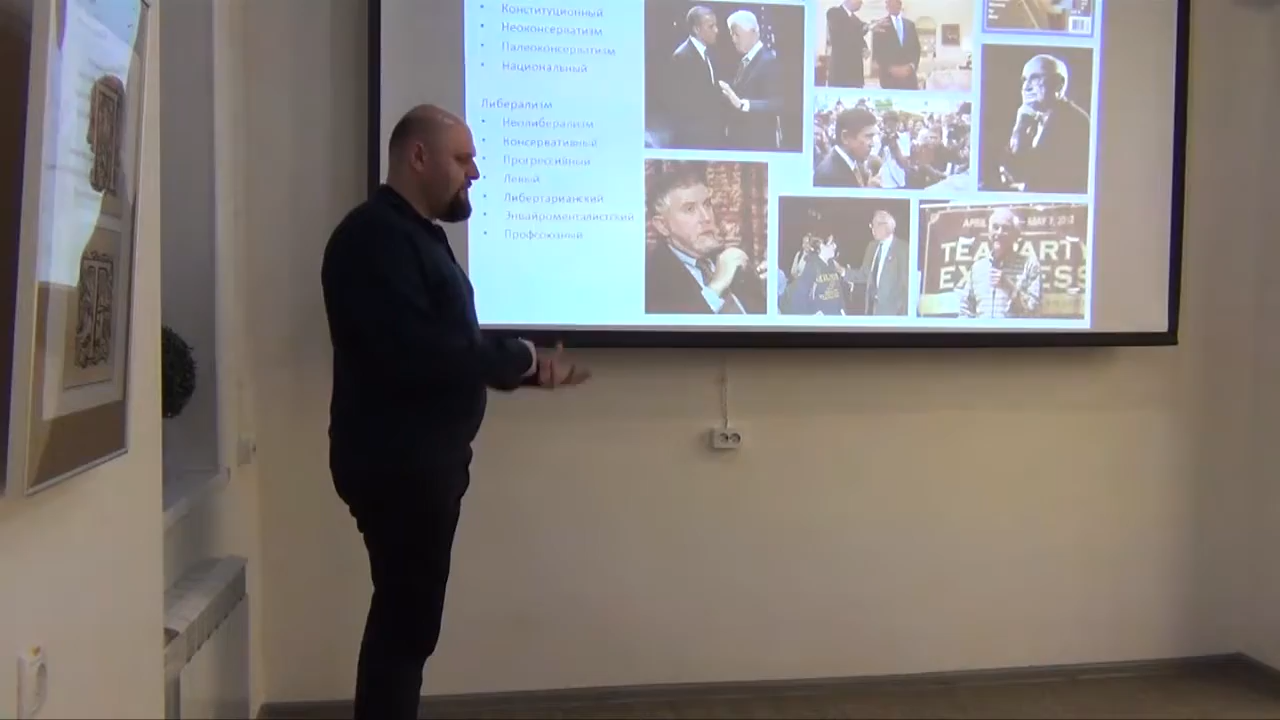 • Конституционный
• Неоконсерватизм
• Палеоконсерватизм
• Национальный
Либерализм
• Неолиберализм
• Консервативный
• Прогрессивный
• Левый
• Либертарианский
• Энвайроменталистский
• Профсоюзный
TEA PARTY